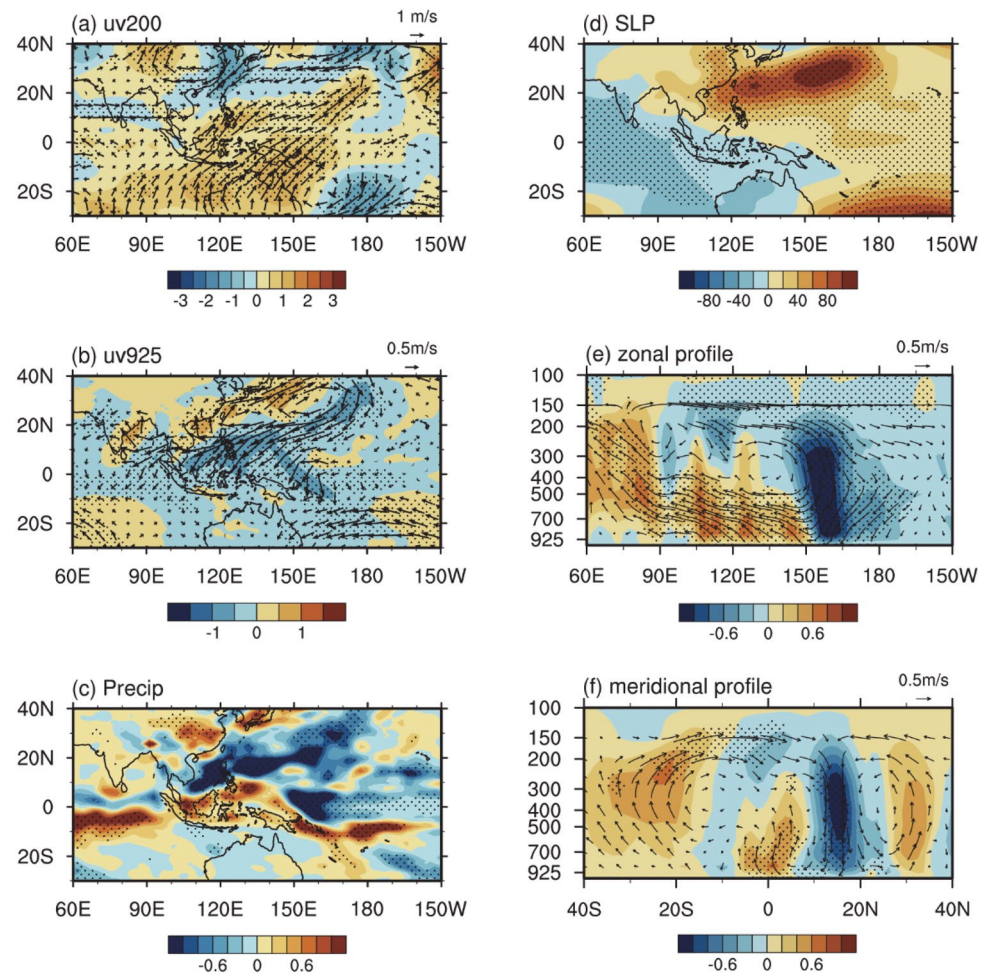 (a) uv200
1 m/s
40N
20N
0
20S
60E 90E 120E 150E 180 150W
-3 -2 -1 0 1 2 3
(b) uv925
0.5m/s
40N
20N
0
20S
60E 90E 120E 150E 180 150W
-1 0 1
(c) Precip
40N
20N
0
20S
60E 90E 120E 150E 180 150W
-0.6 0 0.6
(d) SLP
40N
20N
0
20S
60E 90E 120E 150E 180 150W
-80 -40 0 40 80
(e) zonal profile
0.5m/s
100
150
200
300
400
500
700
925
60E 90E 120E 150E 180 150W
-0.6 0 0.6
(f) meridional profile
0.5m/s
100
150
200
300
400
500
700
925
40S 20S 0 20N 40N
-0.6 0 0.6